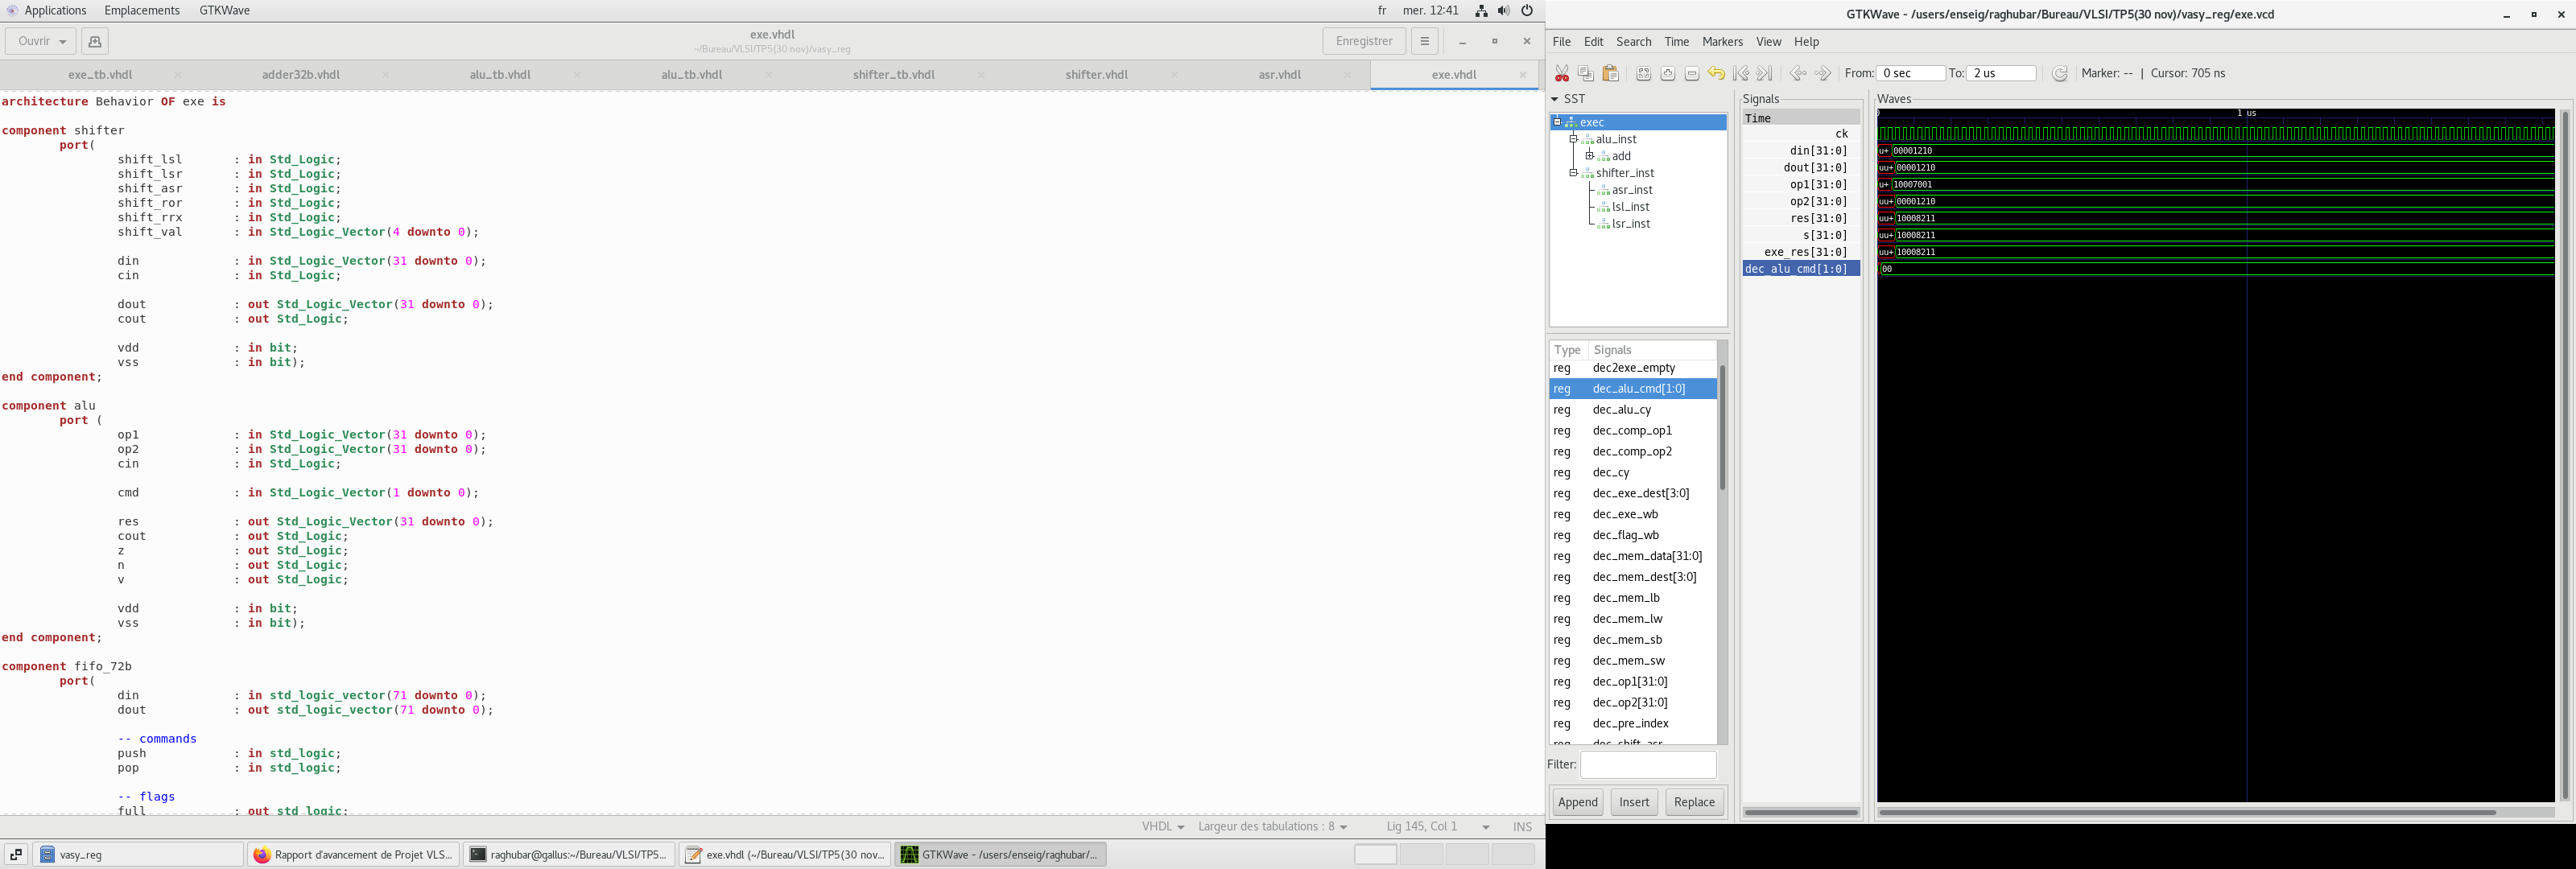 Applications Emplacements GTKWave
fr mer. 12:41
Ouvrir
exe.vhdl
~/Bureau/VLSI/TP5(30 nov)/vasy_reg
Enregistrer
exe_tb.vhdl adder32b.vhdl alu_tb.vhdl alu_tb.vhdl shifter_tb.vhdl shifter.vhdl asr.vhdl exe.vhdl
architecture Behavior OF exe is
component shifter
port(
shift_lsl : in Std_Logic;
shift_lsr : in Std_Logic;
shift_asr : in Std_Logic;
shift_ror : in Std_Logic;
shift_rrx : in Std_Logic;
shift_val : in Std_Logic_Vector(4 downto 0);
din : in Std_Logic_Vector(31 downto 0);
cin : in Std_Logic;
dout : out Std_Logic_Vector(31 downto 0);
cout : out Std_Logic;
vdd : in bit;
vss : in bit);
end component;
component alu
port (
op1 : in Std_Logic_Vector(31 downto 0);
op2 : in Std_Logic_Vector(31 downto 0);
cin : in Std_Logic;
cmd : in Std_Logic_Vector(1 downto 0);
res : out Std_Logic_Vector(31 downto 0);
cout : out Std_Logic;
z : out Std_Logic;
n : out Std_Logic;
v : out Std_Logic;
vdd : in bit;
vss : in bit);
end component;
component fifo_72b
port(
din : in std_logic_vector(71 downto 0);
dout : out std_logic_vector(71 downto 0);
-- commands
push : in std_logic;
pop : in std_logic;
-- flags
full : out std_logic;
VHDL Largeur des tabulations : 8 Lig 145, Col 1 INS
vasy_reg
Rapport d'avancement de Projet VLS...
raghubar@gallus:~/Bureau/VLSI/TP5...
exe.vhdl (~/Bureau/VLSI/TP5(30 nov...
GTKWave - /users/enseig/raghubar/...
GTKWave - /users/enseig/raghubar/Bureau/VLSI/TP5(30 nov)/vasy_reg/exe.vcd
File Edit Search Time Markers View Help
From: 0 sec To: 2 us Marker: -- | Cursor: 705 ns
SST
exec
alu_inst
add
shifter_inst
asr_inst
lsl_inst
lsr_inst
Type Signals
reg dec2exe_empty
reg dec_alu_cmd[1:0]
reg dec_alu_cy
reg dec_comp_op1
reg dec_comp_op2
reg dec_cy
reg dec_exe_dest[3:0]
reg dec_exe_wb
reg dec_flag_wb
reg dec_mem_data[31:0]
reg dec_mem_dest[3:0]
reg dec_mem_lb
reg dec_mem_lw
reg dec_mem_sb
reg dec_mem_sw
reg dec_op1[31:0]
reg dec_op2[31:0]
reg dec_pre_index
reg dec_shift_asr
Filter:
Append Insert Replace
Signals
Time
ck
din[31:0]
dout[31:0]
op1[31:0]
op2[31:0]
res[31:0]
s[31:0]
exe_res[31:0]
dec_alu_cmd[1:0]
Waves
1 us
u+ 00001210
uu+ 00001210
u+ 10007001
uu+ 00001210
uu+ 10008211
uu+ 10008211
uu+ 10008211
00